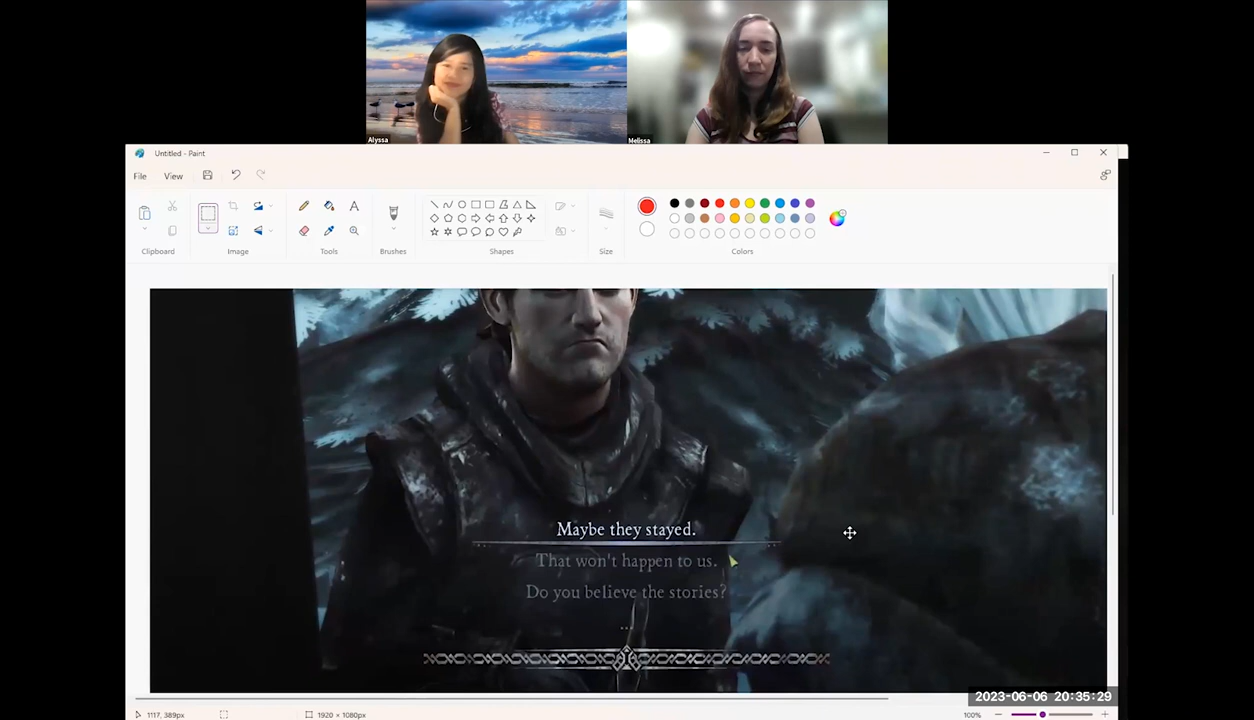 Alyssa
Melissa
Untitled - Paint
File View
Clipboard
Image
Tools
Brushes
Shapes
Size
Colors
Maybe they stayed.
That won't happen to us.
Do you believe the stories?
...
2023-06-06 20:35:29
1117, 389px
1920 × 1080px
100%